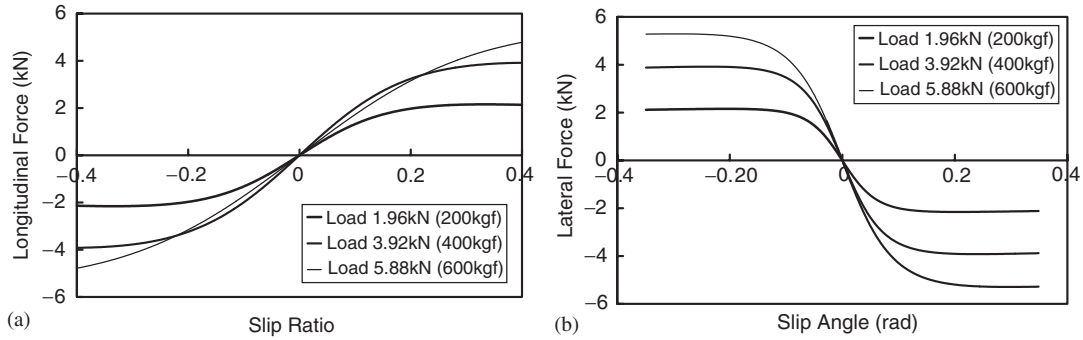 6
4
2
0
−2
−4
−6
−0.4
−0.2
0
0.2
0.4
Longitudinal Force (kN)
Slip Ratio
Load 1.96kN (200kgf)
Load 3.92kN (400kgf)
Load 5.88kN (600kgf)
(a)
6
4
2
0
−2
−4
−6
−0.4
−0.20
0
0.2
0.4
Lateral Force (kN)
Slip Angle (rad)
Load 1.96kN (200kgf)
Load 3.92kN (400kgf)
Load 5.88kN (600kgf)
(b)